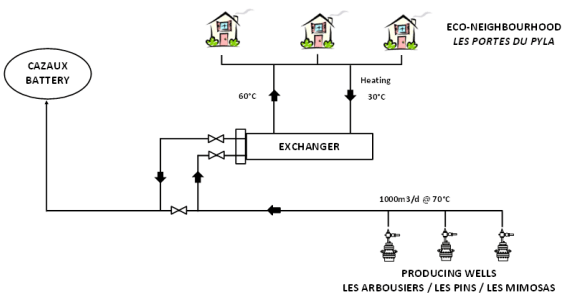 ECO-NEIGHBOURHOOD
LES PORTES DU PYLA
CAZAUX
BATTERY
Heating
60°C
30°C
EXCHANGER
1000m3/d @ 70°C
PRODUCING WELLS
LES ARBOUSIERS / LES PINS / LES MIMOSAS